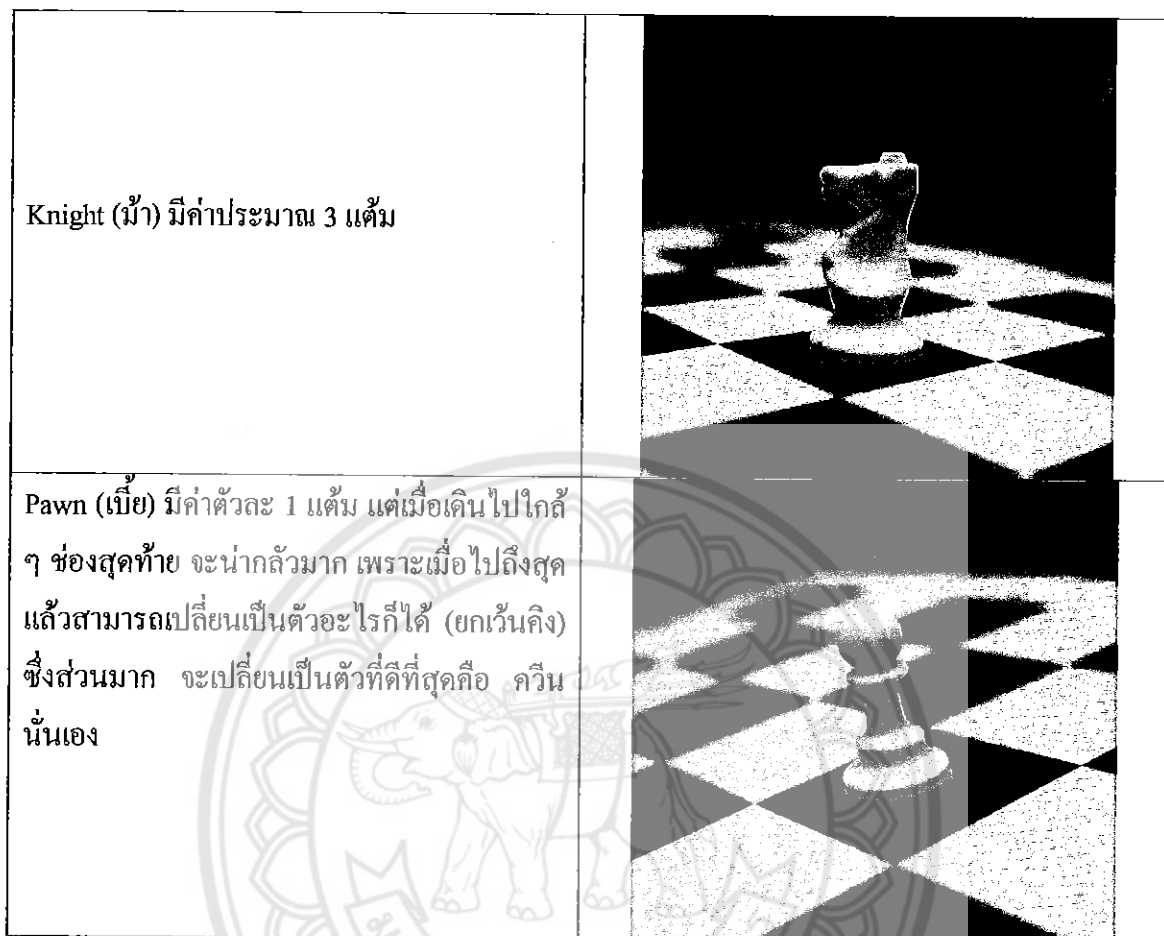 Knight (ม้า) มีค่าประมาณ 3 แต้ม
Pawn (เบี้ย) มีค่าตัวละ 1 แต้ม แต่เมื่อเดินไปใกล้
ๆ ช่องสุดท้าย จะน่ากลัวมาก เพราะเมื่อไปถึงสุด
แล้วสามารถเปลี่ยนเป็นตัวอะไรก็ได้ (ยกเว้นคิง)
ซึ่งส่วนมาก จะเปลี่ยนเป็นตัวที่ดีที่สุดคือ ควีน
นั่นเอง